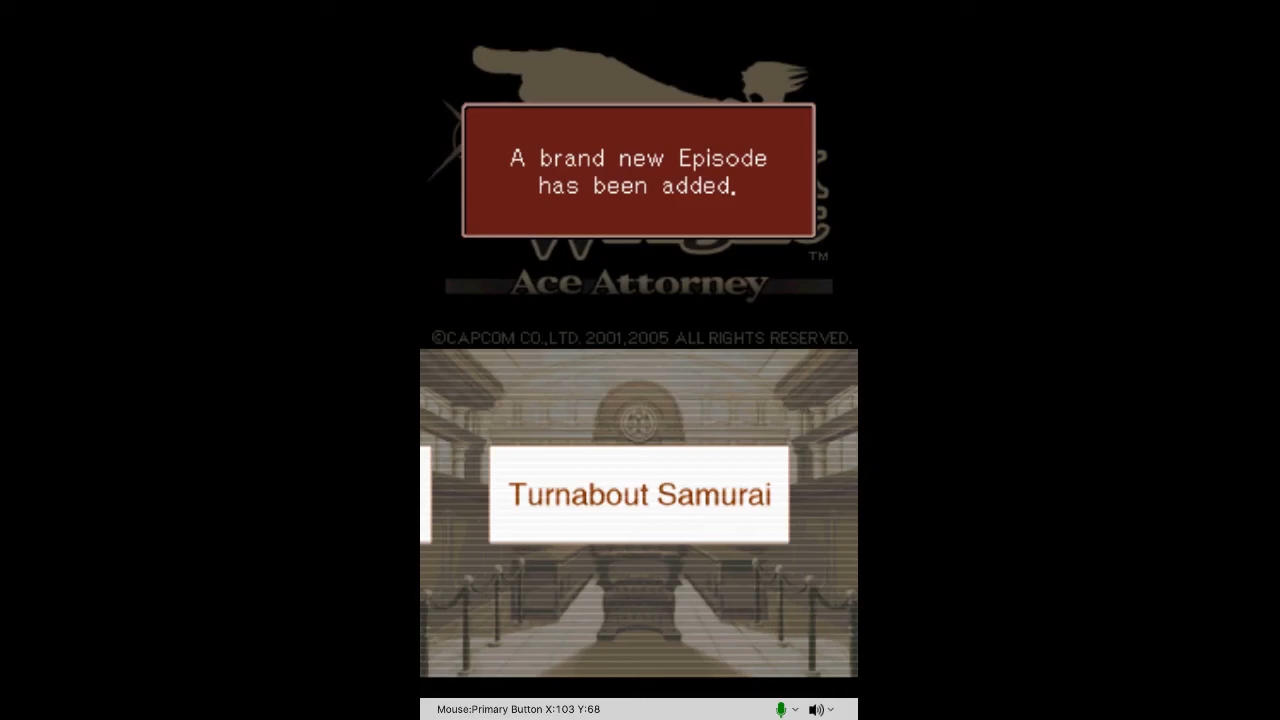 A brand new Episode
has been added.
TM
Ace Attorney
©CAPCOM CO.,LTD. 2001,2005 ALL RIGHTS RESERVED.
Turnabout Samurai
Mouse:Primary Button X:103 Y:68